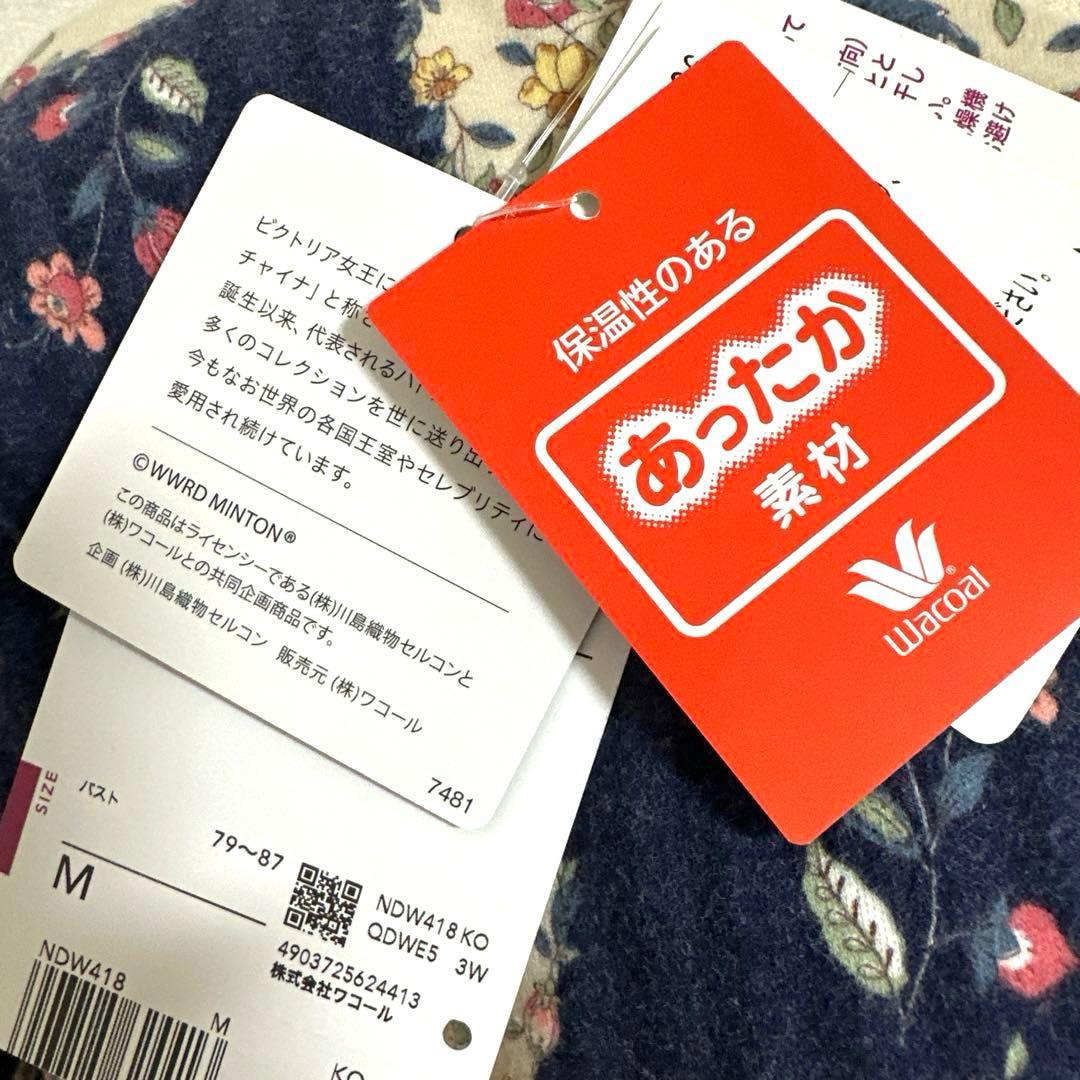 ビクトリア女王に
チャイナ」と称
誕生以来、代表されるハ
多くのコレクションを世に送り出
今もなお世界の各国王室やセレブリティに
愛用され続けています。
©WWRD MINTON®
この商品はライセンシーである(株)川島織物セルコンと
(株)ワコールとの共同企画商品です。
企画 (株)川島織物セルコン 販売元 (株)ワコール
7481
保温性のある
あったか
素材
Wacoal®
SIZE
バスト
79～87
M
NDW418 KO
QDWE5 3W
4903725624413
株式会社ワコール
NDW418
M
KO